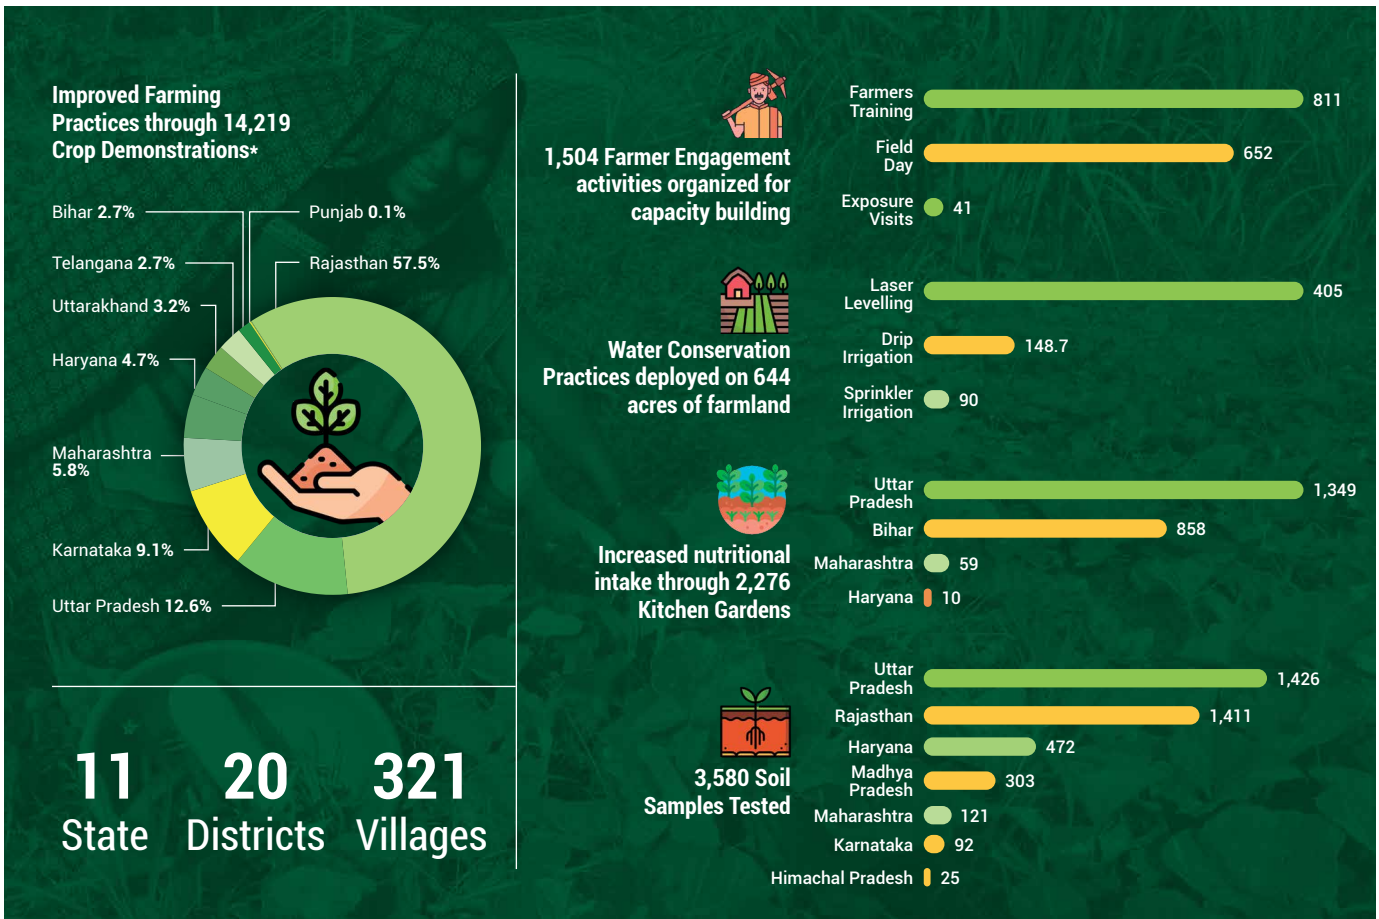 Improved Farming
Practices through 14,219
Crop Demonstrations*
Bihar 2.7%
Punjab 0.1%
Telangana 2.7%
Rajasthan 57.5%
Uttarakhand 3.2%
Haryana 4.7%
Maharashtra
5.8%
Karnataka 9.1%
Uttar Pradesh 12.6%
11
State
20
Districts
321
Villages
1,504 Farmer Engagement
activities organized for
capacity building
Farmers
Training
811
Field
Day
652
Exposure
Visits
41
Water Conservation
Practices deployed on 644
acres of farmland
Laser
Levelling
405
Drip
Irrigation
148.7
Sprinkler
Irrigation
90
Increased nutritional
intake through 2,276
Kitchen Gardens
Uttar
Pradesh
1,349
Bihar
858
Maharashtra
59
Haryana
10
3,580 Soil
Samples Tested
Uttar
Pradesh
1,426
Rajasthan
1,411
Haryana
472
Madhya
Pradesh
303
Maharashtra
121
Karnataka
92
Himachal Pradesh
25